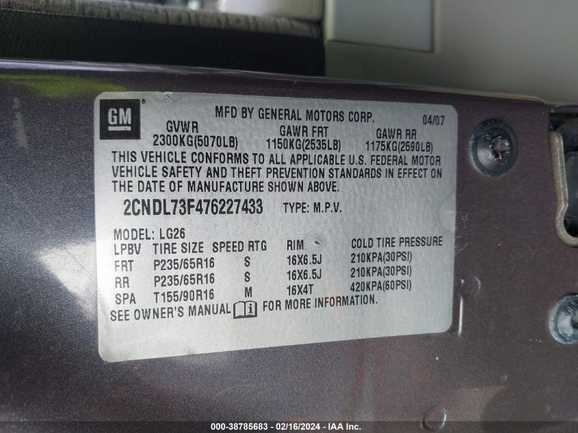 GM
MFD BY GENERAL MOTORS CORP. 04/07
GVWR GAWR FRT GAWR RR
2300KG(5070LB) 1150KG(2535LB) 1175KG(2590LB)
THIS VEHICLE CONFORMS TO ALL APPLICABLE U.S. FEDERAL MOTOR
VEHICLE SAFETY AND THEFT PREVENTION STANDARDS IN EFFECT ON
THE DATE OF MANUFACTURE SHOWN ABOVE.
2CNDL73F476227433 TYPE: M.P.V.
MODEL: LG26
LPBV TIRE SIZE SPEED RTG RIM COLD TIRE PRESSURE
FRT P235/65R16 S 16X6.5J 210KPA(30PSI)
RR P235/65R16 S 16X6.5J 210KPA(30PSI)
SPA T155/90R16 M 16X4T 420KPA(60PSI)
SEE OWNER'S MANUAL FOR MORE INFORMATION.
000-38785683 - 02/16/2024 - IAA Inc.